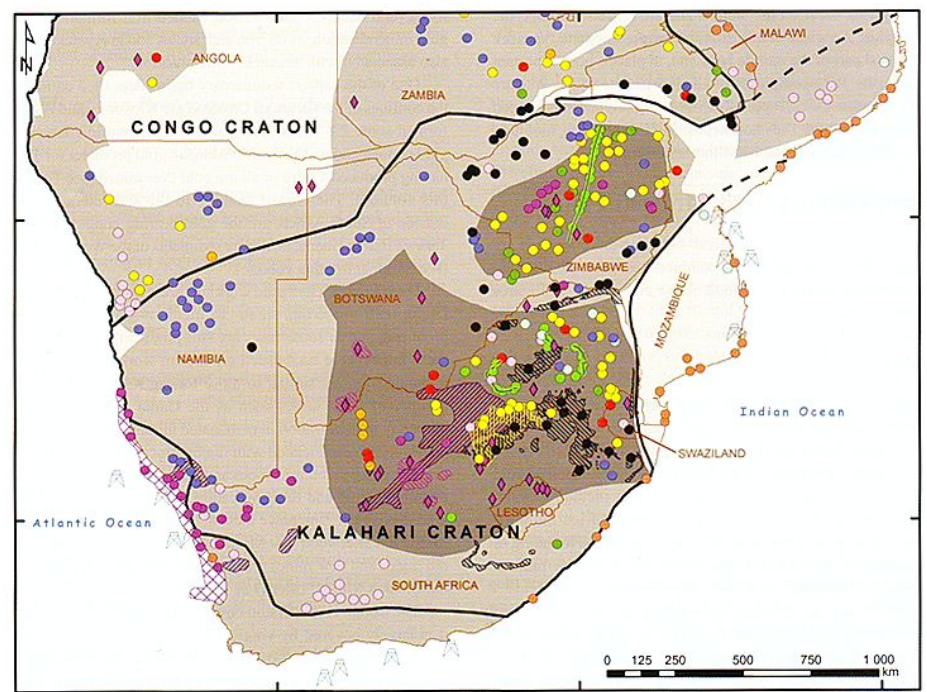 N
MALAWI
ANGOLA
ZAMBIA
CONGO CRATON
ZIMBABWE
BOTSWANA
MOZAMBIQUE
NAMIBIA
Indian Ocean
SWAZILAND
LESOTHO
Atlantic Ocean
KALAHARI CRATON
SOUTH AFRICA
0 125 250 500 750 1 000
km